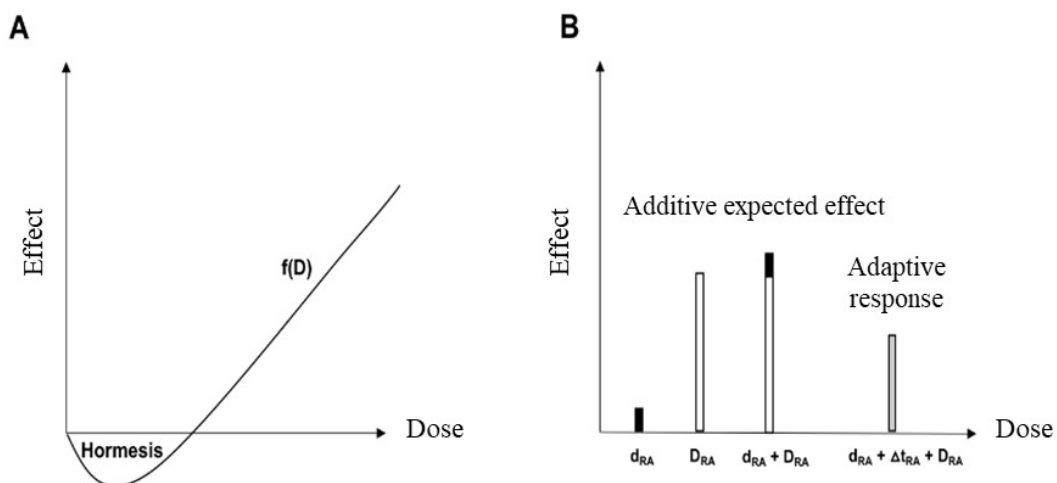 A
Effect
f(D)
Hormesis
Dose
B
Effect
Additive expected effect
Adaptive
response
Dose
dRA
DRA
dRA + DRA
dRA + ΔtRA + DRA